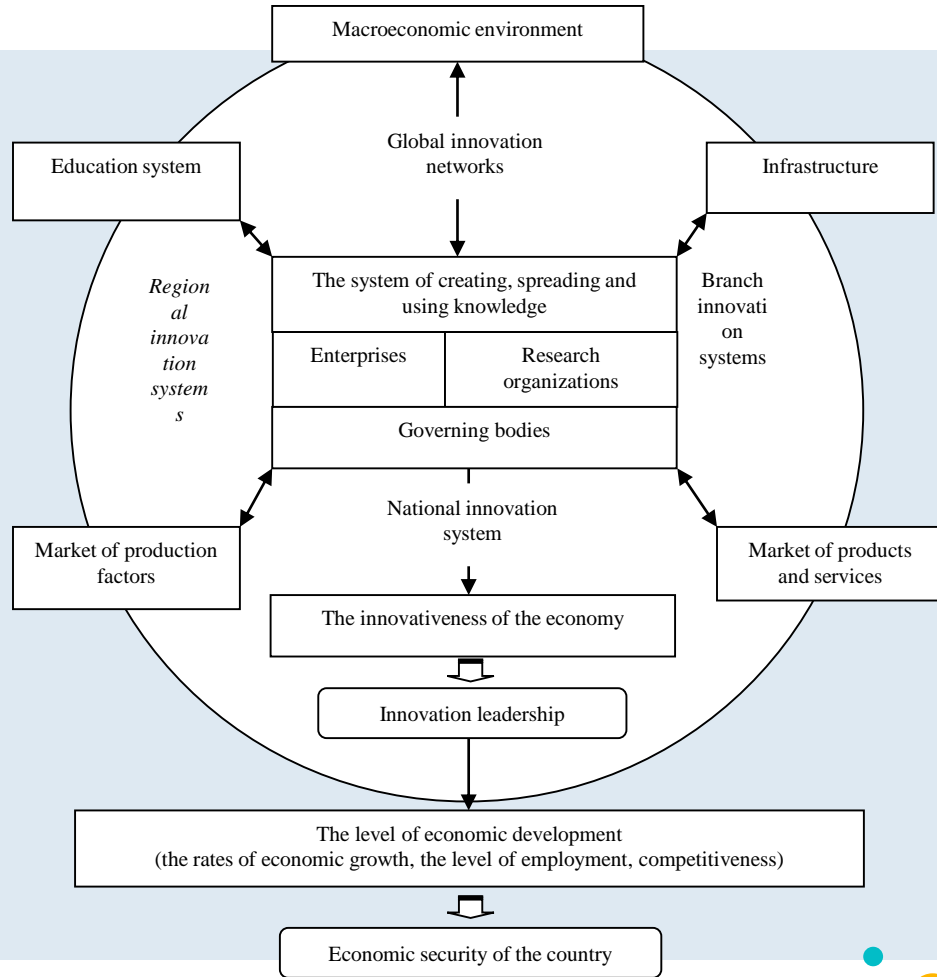 Macroeconomic environment
Global innovation
networks
Education system
Infrastructure
The system of creating, spreading and
using knowledge
Region
al
innova
tion
system
s
Branch
innovati
on
systems
Enterprises
Research
organizations
Governing bodies
National innovation
system
Market of production
factors
Market of products
and services
The innovativeness of the economy
Innovation leadership
The level of economic development
(the rates of economic growth, the level of employment, competitiveness)
Economic security of the country